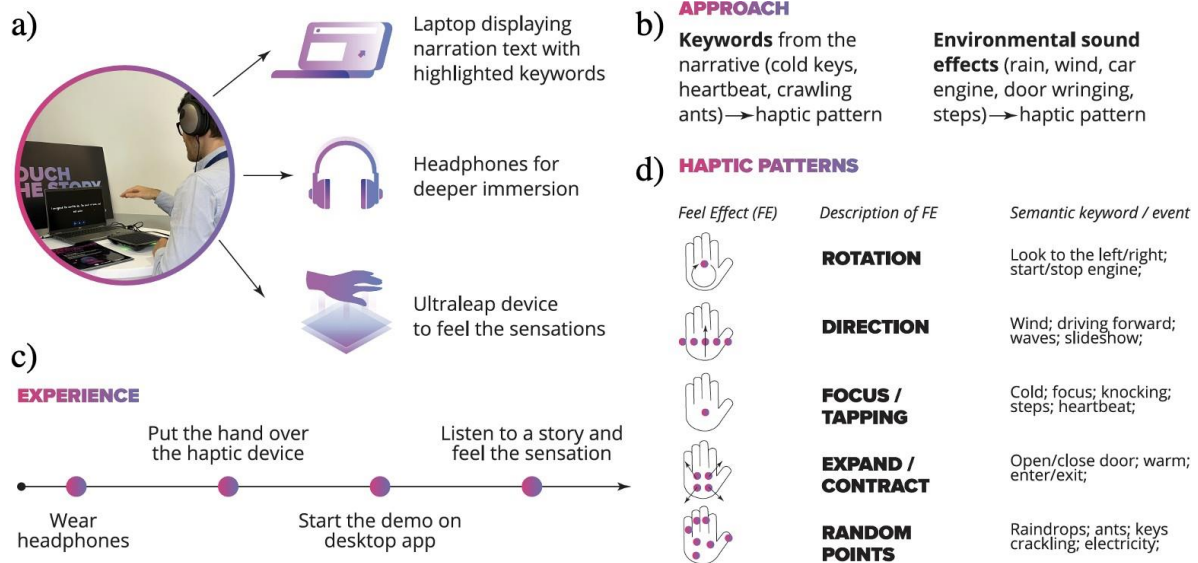 a)
Laptop displaying
narration text with
highlighted keywords
OUCH
HE STORY
Headphones for
deeper immersion
Ultraleap device
to feel the sensations
b)
APPROACH
Keywords from the
narrative (cold keys,
heartbeat, crawling
ants)→haptic pattern
Environmental sound
effects (rain, wind, car
engine, door wringing,
steps)→haptic pattern
c)
EXPERIENCE
Wear
headphones
Put the hand over
the haptic device
Start the demo on
desktop app
Listen to a story and
feel the sensation
d)
HAPTIC PATTERNS
Feel Effect (FE) Description of FE Semantic keyword / event
ROTATION
Look to the left/right;
start/stop engine;
DIRECTION
Wind; driving forward;
waves; slideshow;
FOCUS /
TAPPING
Cold; focus; knocking;
steps; heartbeat;
EXPAND /
CONTRACT
Open/close door; warm;
enter/exit;
RANDOM
POINTS
Raindrops; ants; keys
crackling; electricity;